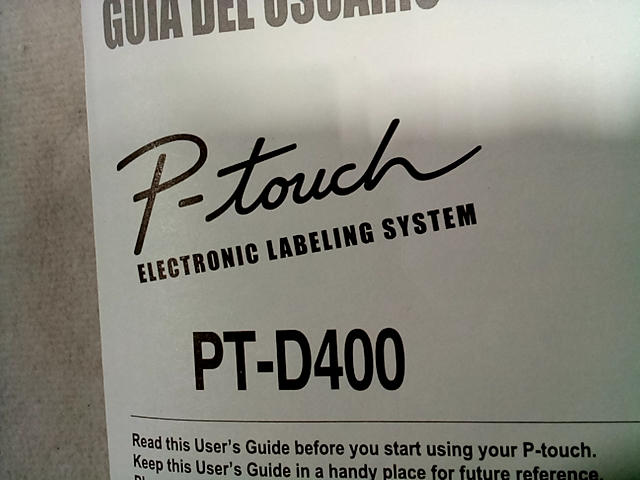 GUÍA DEL USUARIO
P-touch
ELECTRONIC LABELING SYSTEM
PT-D400
Read this User's Guide before you start using your P-touch.
Keep this User's Guide in a handy place for future reference.